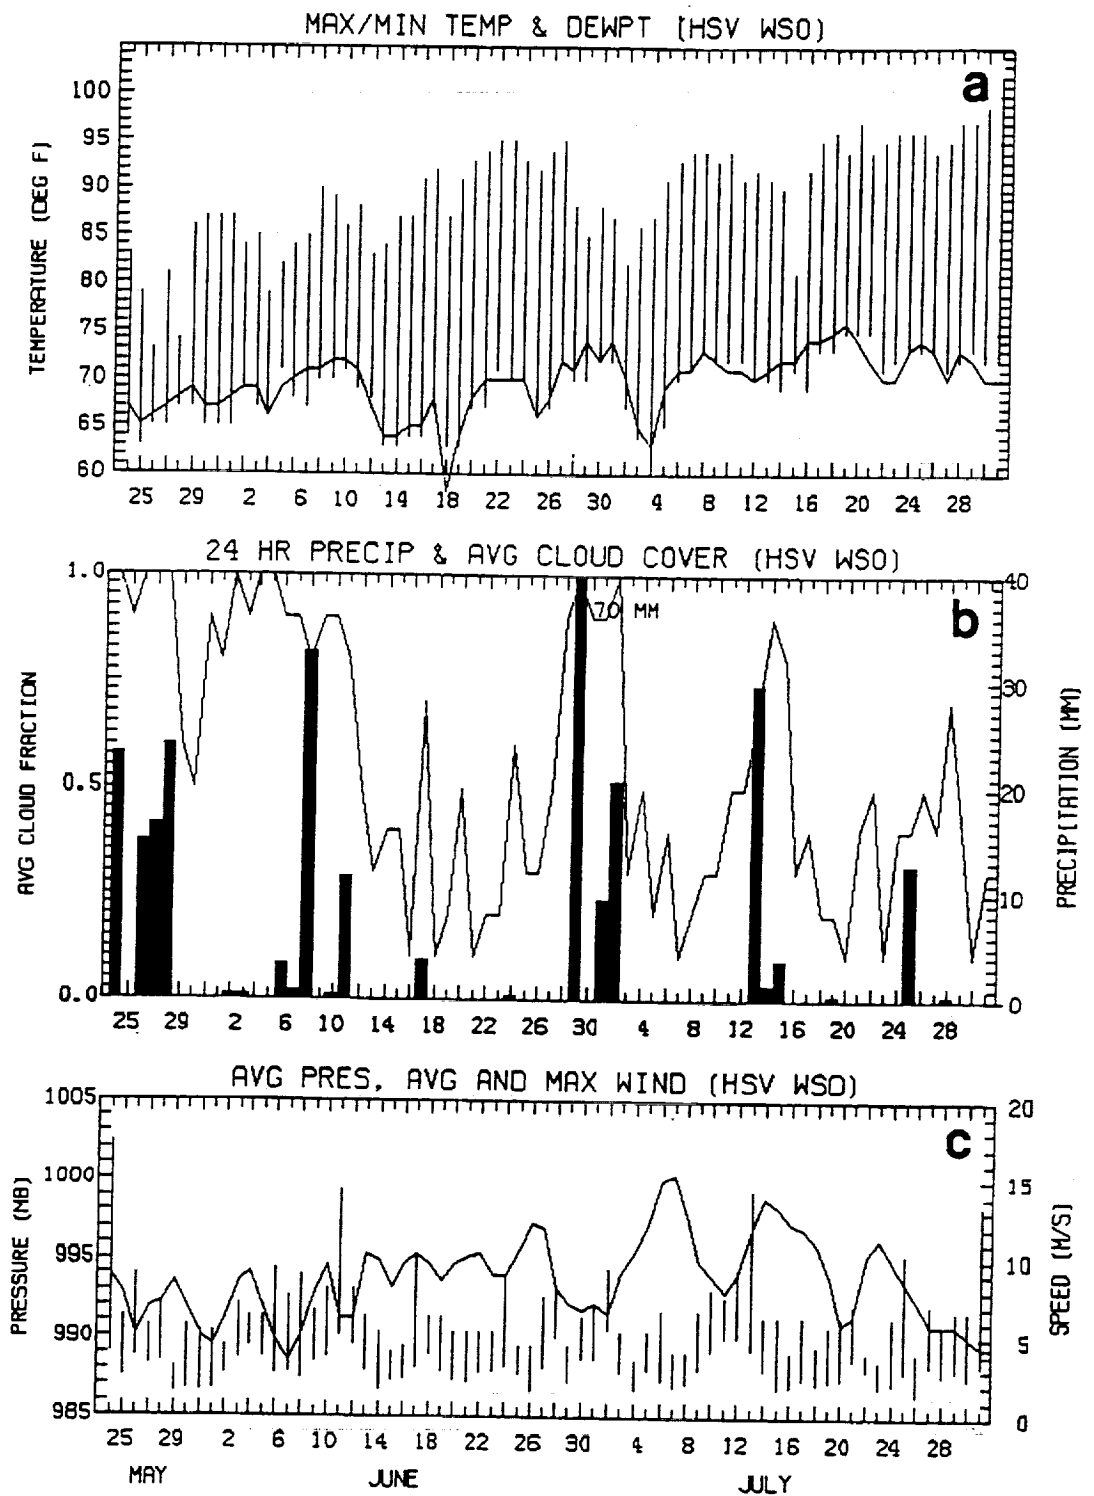 MAX/MIN TEMP & DEWPT (HSV WSO)
a
TEMPERATURE (DEG F)
100
95
90
85
80
75
70
65
60
25 29 2 6 10 14 18 22 26 30 4 8 12 16 20 24 28
24 HR PRECIP & AVG CLOUD COVER (HSV WSO)
b
70 MM
AVG CLOUD FRACTION
1.0
0.5
0.0
PRECIPITATION (MM)
40
30
20
10
0
25 29 2 6 10 14 18 22 26 30 4 8 12 16 20 24 28
AVG PRES, AVG AND MAX WIND (HSV WSO)
c
PRESSURE (MB)
1005
1000
995
990
985
SPEED (M/S)
20
15
10
5
0
25 29 2 6 10 14 18 22 26 30 4 8 12 16 20 24 28
MAY JUNE JULY